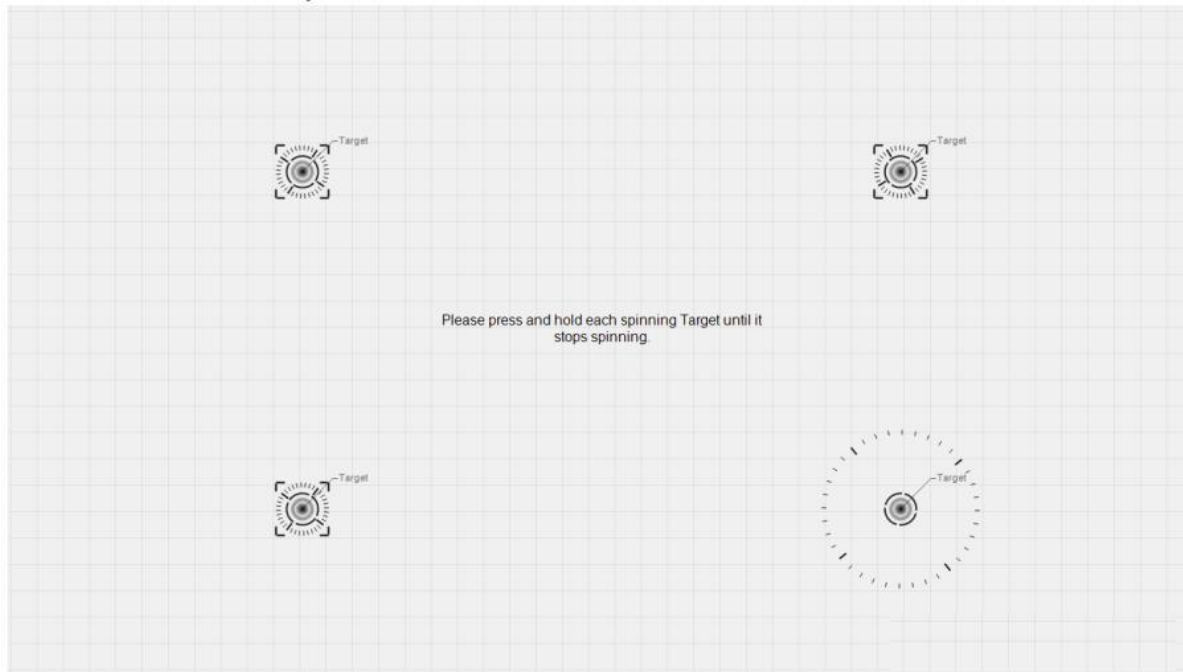 Target
Target
Please press and hold each spinning Target until it
stops spinning.
Target
Target